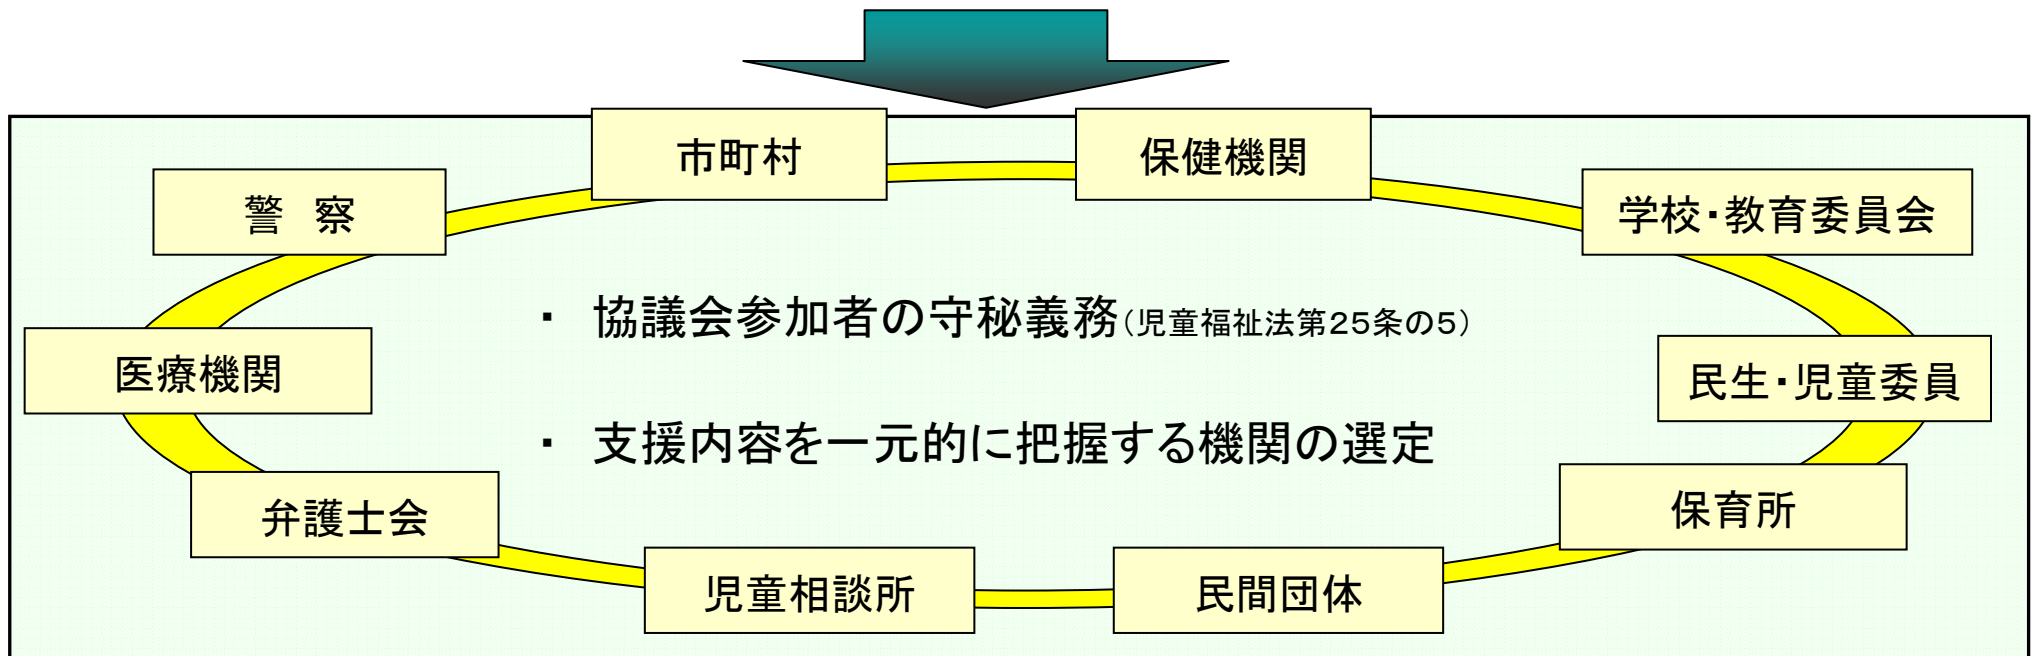 市町村
保健機関
警　察
学校・教育委員会
・　協議会参加者の守秘義務（児童福祉法第25条の5）
医療機関
民生・児童委員
・　支援内容を一元的に把握する機関の選定
弁護士会
保育所
児童相談所
民間団体